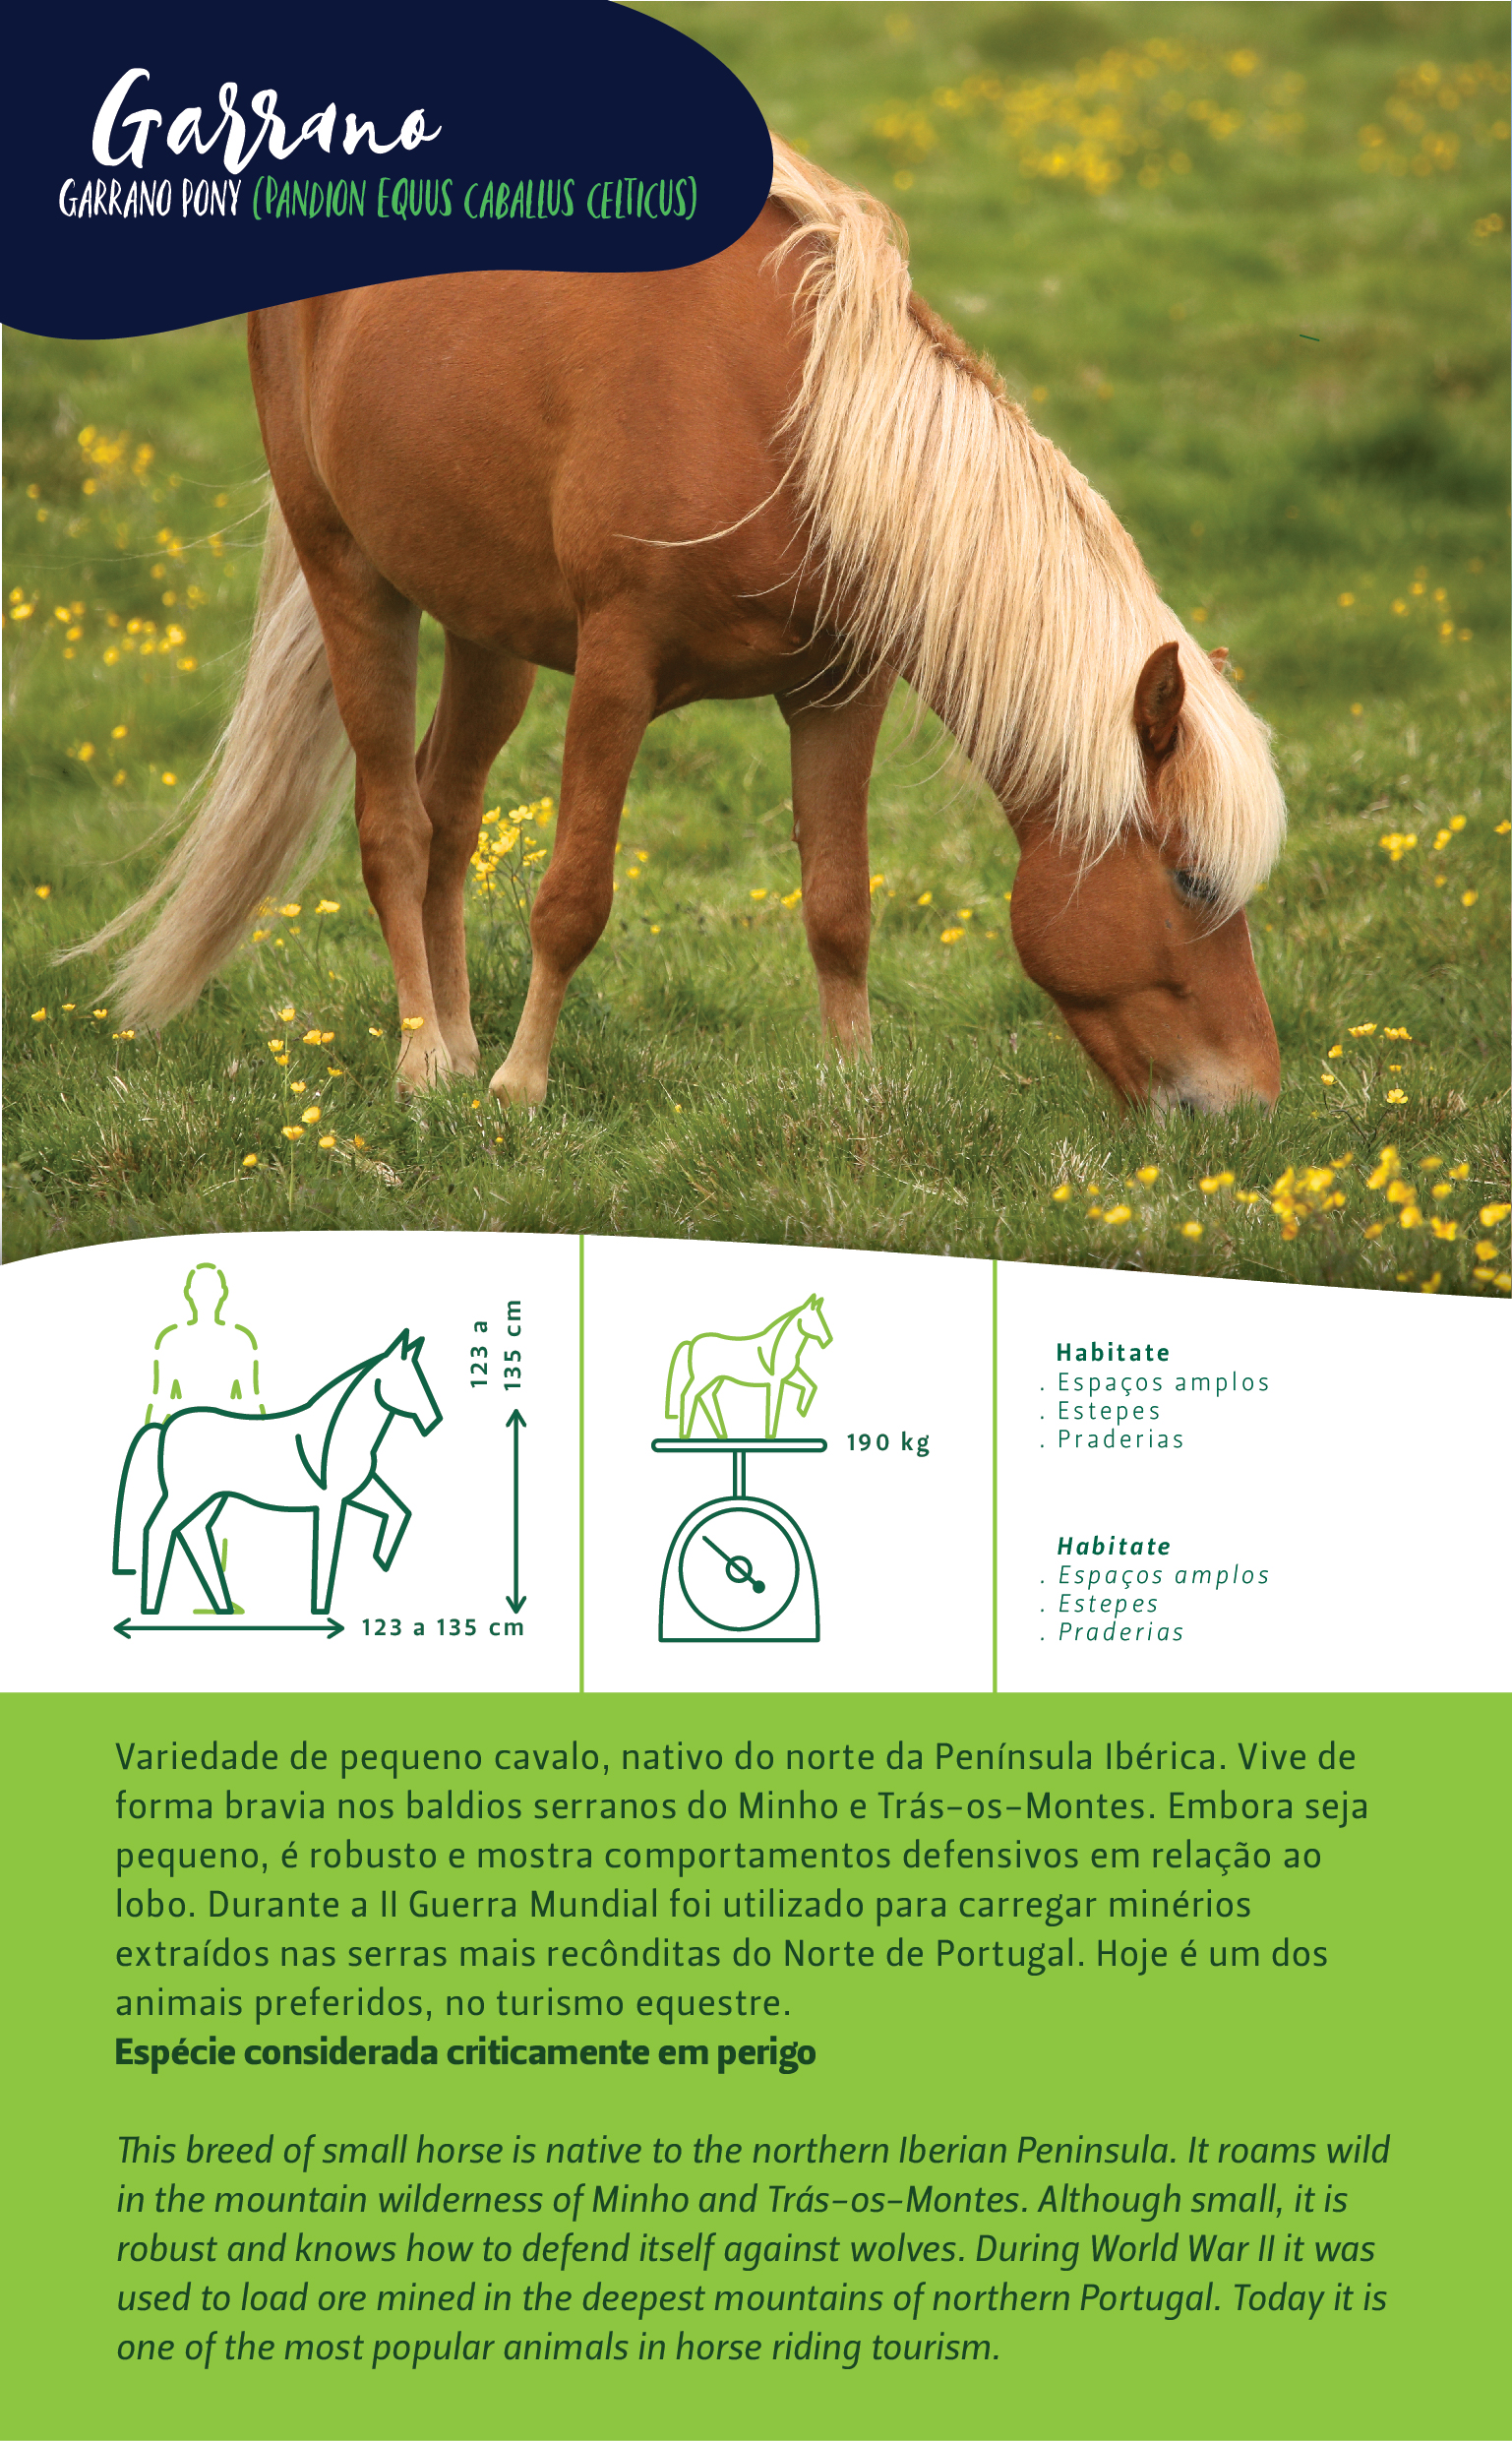 Garrano
GARRANO PONY (PANDION EQUUS CABALLUS CELTICUS)
123 a
135 cm
123 a 135 cm
190 kg
Habitate
. Espaços amplos
. Estepes
. Praderias
Habitate
. Espaços amplos
. Estepes
. Praderias
Variedade de pequeno cavalo, nativo do norte da Península Ibérica. Vive de
forma bravia nos baldios serranos do Minho e Trás-os-Montes. Embora seja
pequeno, é robusto e mostra comportamentos defensivos em relação ao
lobo. Durante a II Guerra Mundial foi utilizado para carregar minérios
extraídos nas serras mais recônditas do Norte de Portugal. Hoje é um dos
animais preferidos, no turismo equestre.
Espécie considerada criticamente em perigo
This breed of small horse is native to the northern Iberian Peninsula. It roams wild
in the mountain wilderness of Minho and Trás-os-Montes. Although small, it is
robust and knows how to defend itself against wolves. During World War II it was
used to load ore mined in the deepest mountains of northern Portugal. Today it is
one of the most popular animals in horse riding tourism.